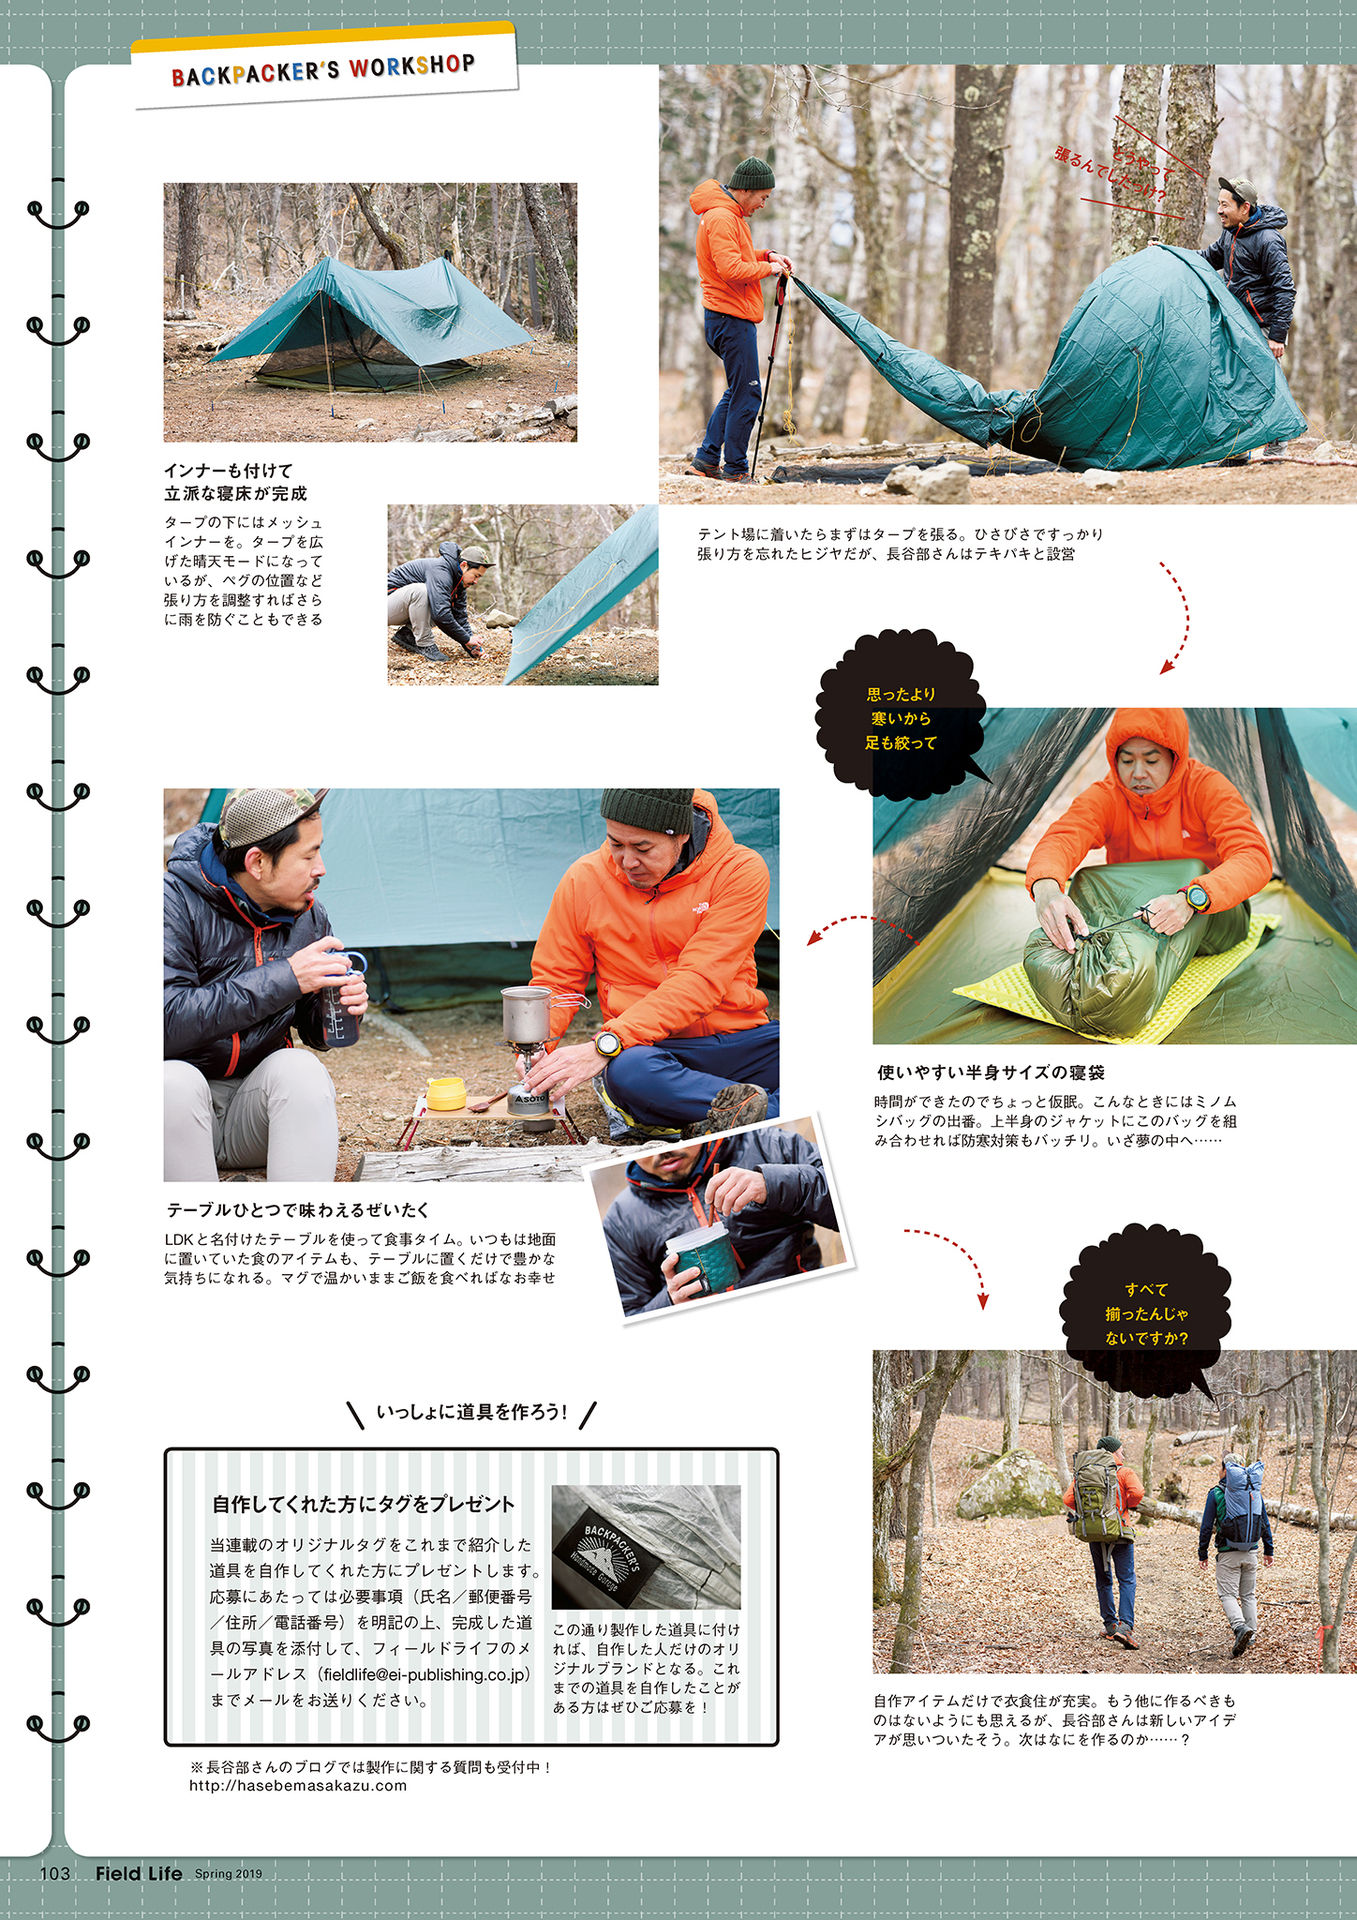 BACKPACKER'S WORKSHOP
どうやって
張るんでしたっけ？
テント場に着いたらまずはタープを張る。ひさびさですっかり
張り方を忘れたヒジヤだが、長谷部さんはテキパキと設営
インナーも付けて
立派な寝床が完成
タープの下にはメッシュ
インナーを。タープを広
げた晴天モードになって
いるが、ペグの位置など
張り方を調整すればさら
に雨を防ぐこともできる
思ったより
寒いから
足も絞って
使いやすい半身サイズの寝袋
時間ができたのでちょっと仮眠。こんなときにはミノム
シバッグの出番。上半身のジャケットにこのバッグを組
み合わせれば防寒対策もバッチリ。いざ夢の中へ……
SOTO
テーブルひとつで味わえるぜいたく
LDKと名付けたテーブルを使って食事タイム。いつもは地面
に置いていた食のアイテムも、テーブルに置くだけで豊かな
気持ちになれる。マグで温かいままご飯を食べればなお幸せ
すべて
揃ったんじゃ
ないですか？
自作アイテムだけで衣食住が充実。もう他に作るべきも
のはないようにも思えるが、長谷部さんは新しいアイデ
アが思いついたそう。次はなにを作るのか……？
いっしょに道具を作ろう！
自作してくれた方にタグをプレゼント
当連載のオリジナルタグをこれまで紹介した
道具を自作してくれた方にプレゼントします。
応募にあたっては必要事項（氏名／郵便番号
／住所／電話番号）を明記の上、完成した道
具の写真を添付して、フィールドライフのメ
ールアドレス（fieldlife@ei-publishing.co.jp）
までメールをお送りください。
BACKPACKER'S
Handmade Garage
この通り製作した道具に付け
れば、自作した人だけのオリ
ジナルブランドとなる。これ
までの道具を自作したことが
ある方はぜひご応募を！
※長谷部さんのブログでは製作に関する質問も受付中！
http://hasebemasakazu.com
103 Field Life Spring 2019